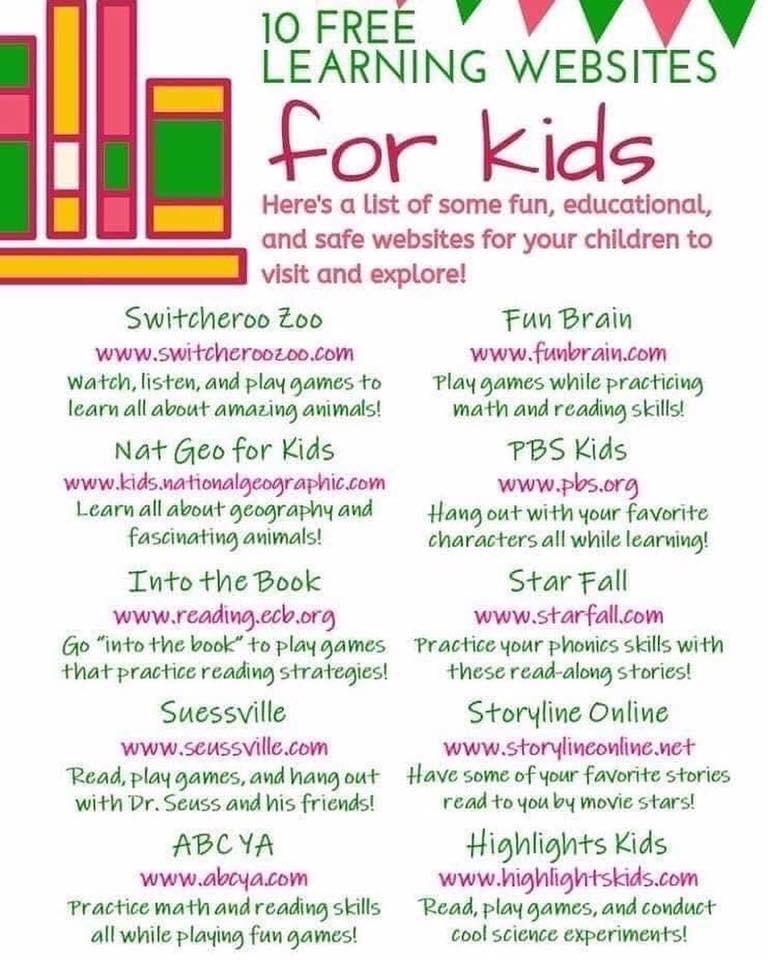 10 FREE
LEARNING WEBSITES
for kids
Here's a list of some fun, educational,
and safe websites for your children to
visit and explore!
Switcheroo Zoo
www.switcheroozoo.com
Watch, listen, and play games to
learn all about amazing animals!
Nat Geo for Kids
www.kids.nationalgeographic.com
Learn all about geography and
fascinating animals!
Into the Book
www.reading.ecb.org
Go "into the book" to play games
that practice reading strategies!
Suessville
www.seussville.com
Read, play games, and hang out
with Dr. Seuss and his friends!
ABC YA
www.abcya.com
Practice math and reading skills
all while playing fun games!
Fun Brain
www.funbrain.com
Play games while practicing
math and reading skills!
PBS Kids
www.pbs.org
Hang out with your favorite
characters all while learning!
Star Fall
www.starfall.com
Practice your phonics skills with
these read-along stories!
Storyline Online
www.storylineonline.net
Have some of your favorite stories
read to you by movie stars!
Highlights Kids
www.highlightskids.com
Read, play games, and conduct
cool science experiments!